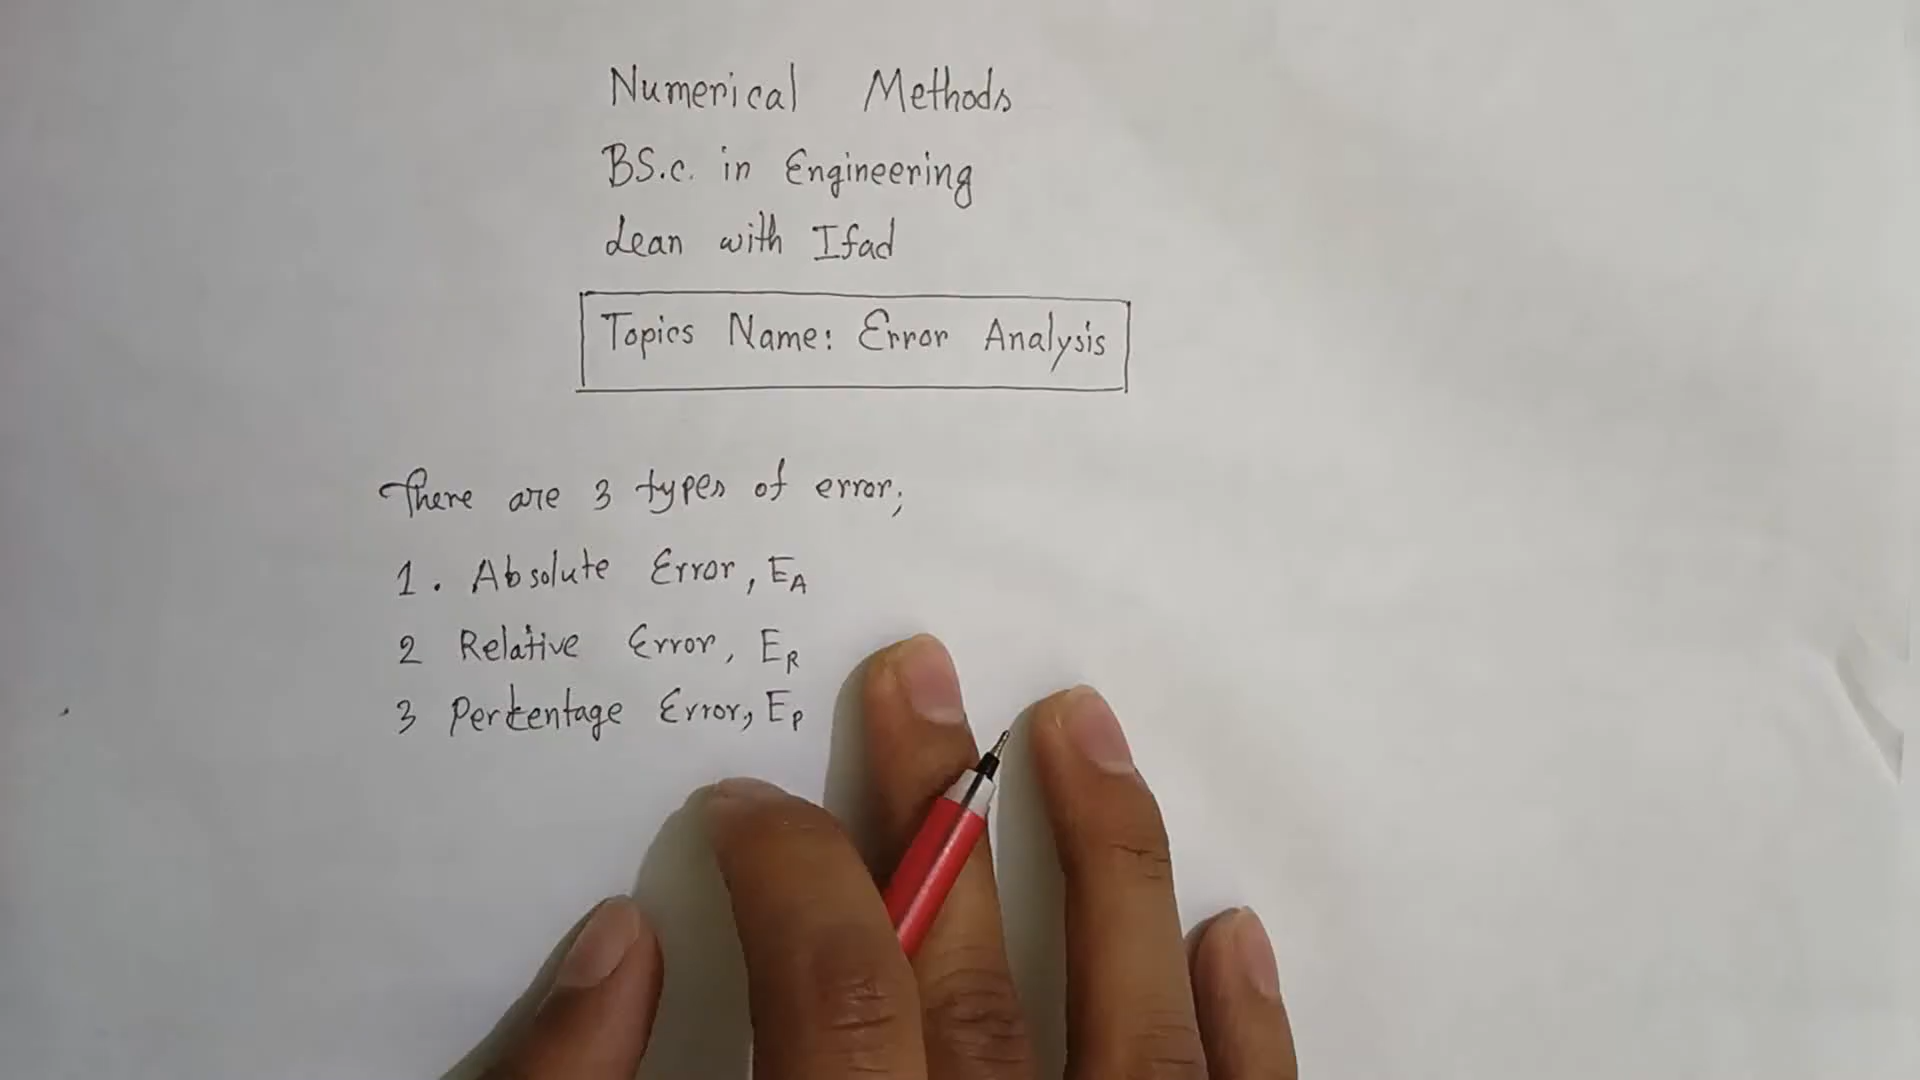 Numerical Methods
BS.c. in Engineering
Lean with Ifad
Topics Name: Error Analysis
There are 3 types of error;
1. Absolute Error, EA
2 Relative Error, ER
3 Percentage Error, EP